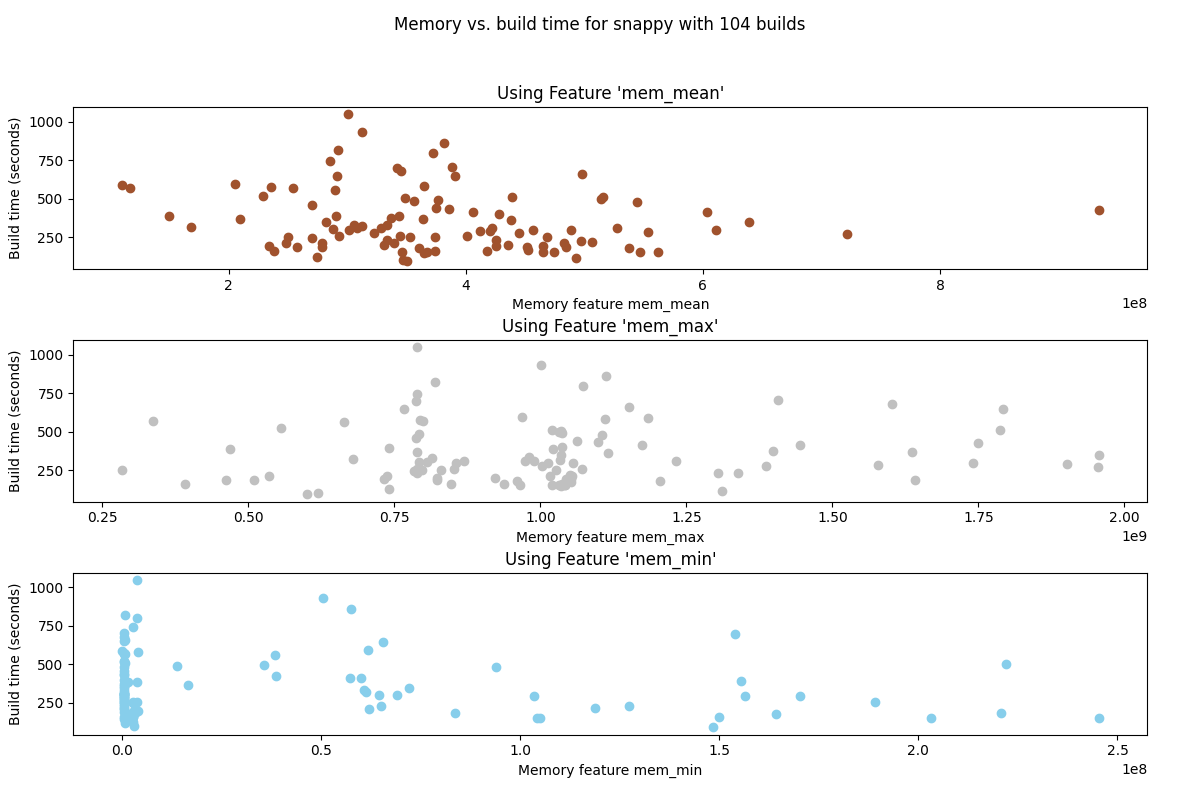 Memory vs. build time for snappy with 104 builds
Using Feature 'mem_mean'
Build time (seconds)
1000
750
500
250
2 4 6 8
1e8
Memory feature mem_mean
Using Feature 'mem_max'
Build time (seconds)
1000
750
500
250
0.25 0.50 0.75 1.00 1.25 1.50 1.75 2.00
1e9
Memory feature mem_max
Using Feature 'mem_min'
Build time (seconds)
1000
750
500
250
0.0 0.5 1.0 1.5 2.0 2.5
1e8
Memory feature mem_min